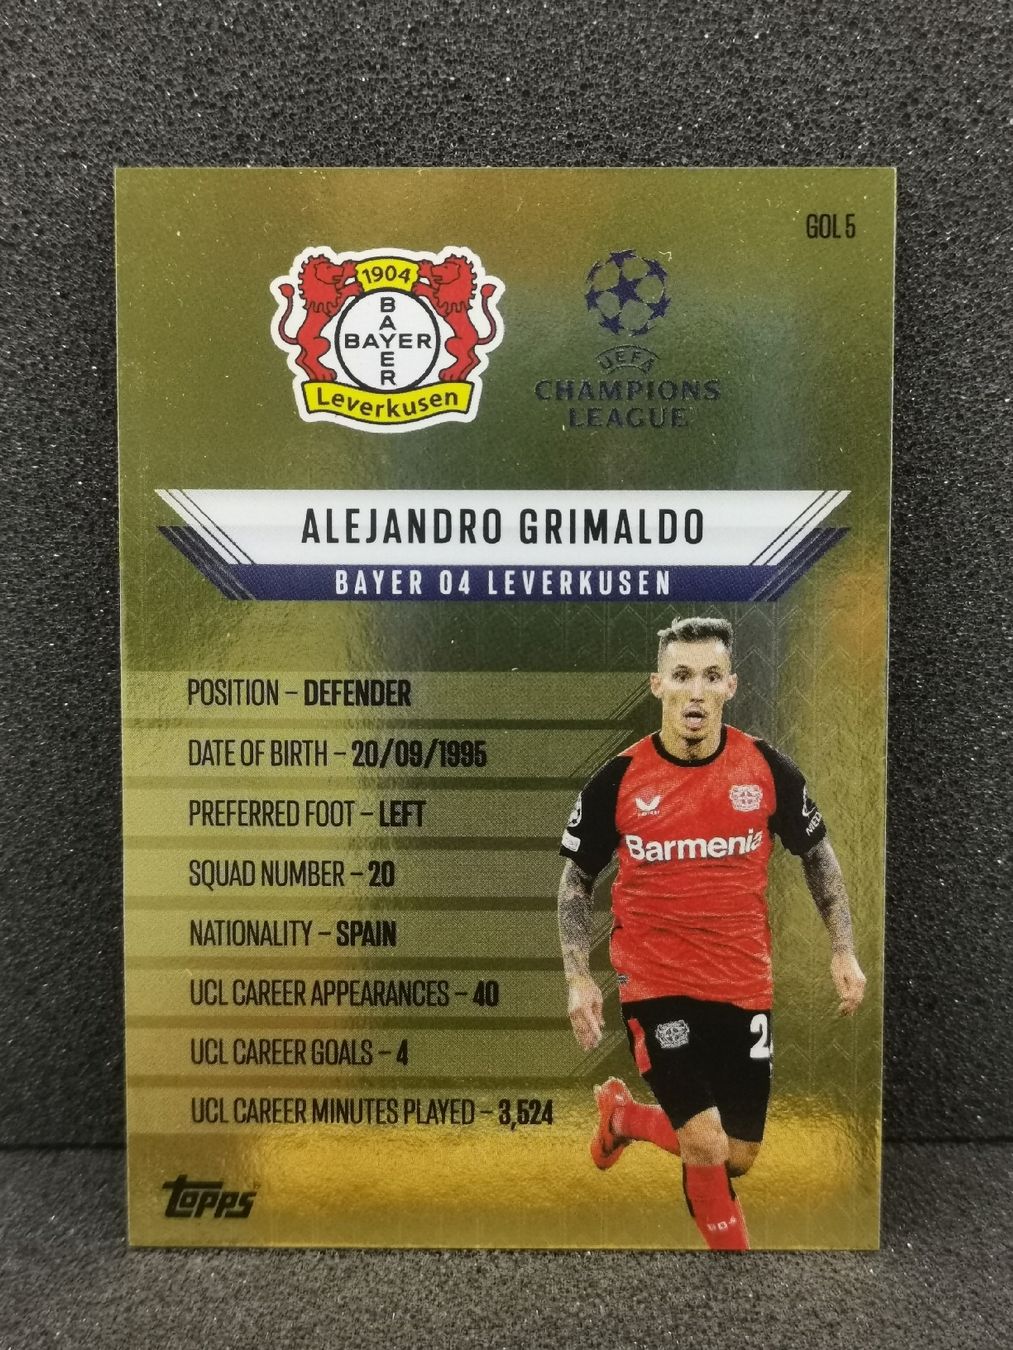 GOL 5
1904
BAYER
BAYER
Leverkusen
UEFA
CHAMPIONS
LEAGUE
ALEJANDRO GRIMALDO
BAYER 04 LEVERKUSEN
POSITION – DEFENDER
DATE OF BIRTH – 20/09/1995
PREFERRED FOOT – LEFT
SQUAD NUMBER – 20
NATIONALITY – SPAIN
UCL CAREER APPEARANCES – 40
UCL CAREER GOALS – 4
UCL CAREER MINUTES PLAYED – 3,524
Barmenia
2
Topps